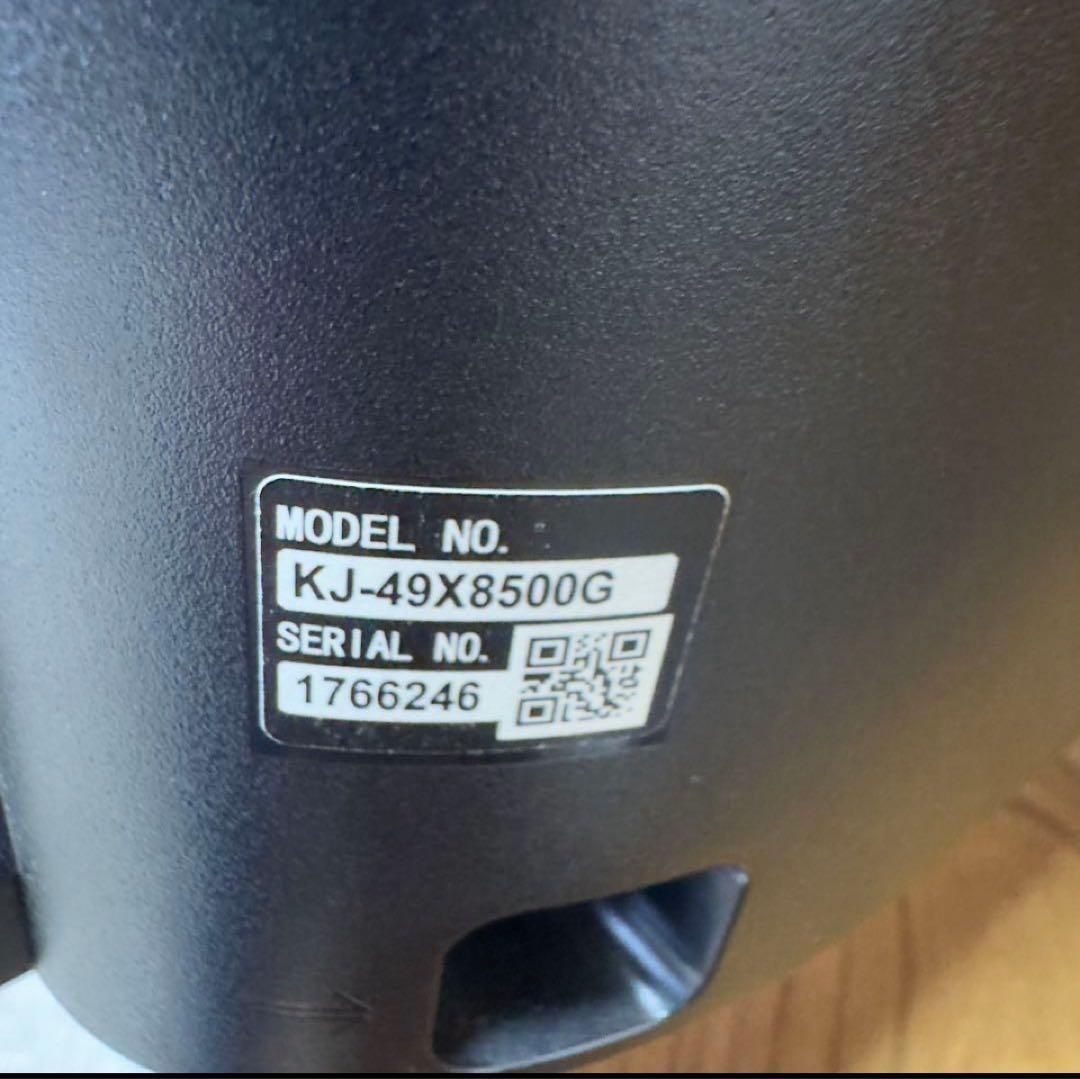 MODEL NO.
KJ-49X8500G
SERIAL NO.
1766246